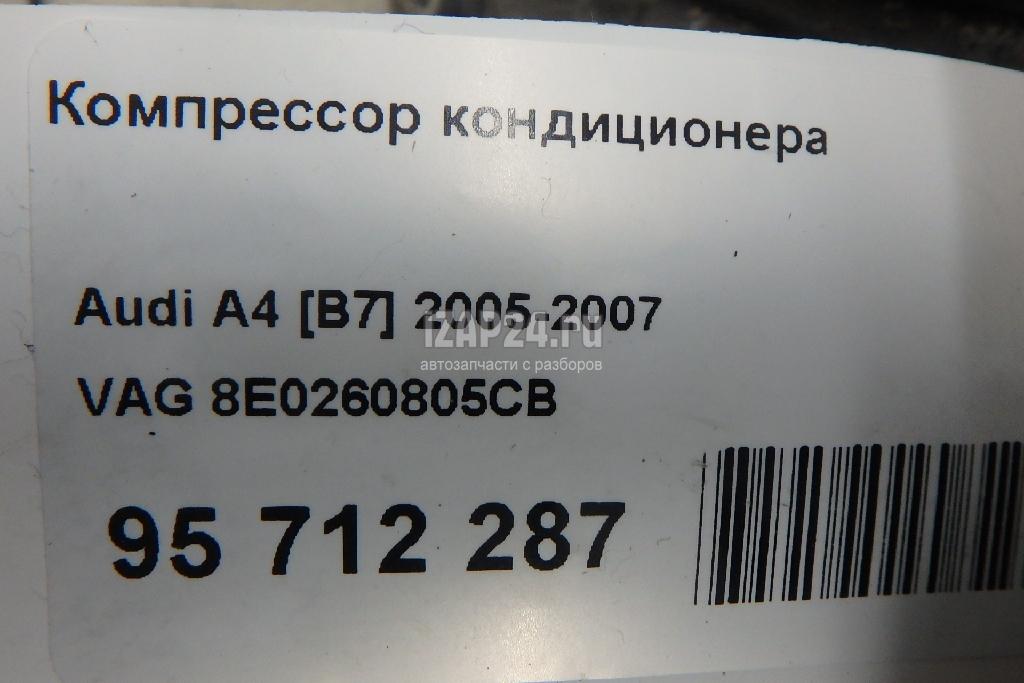 Компрессор кондиционера
Audi A4 [B7] 2005-2007
IZAP24.ru
автозапчасти с разборов
VAG 8E0260805CB
95 712 287